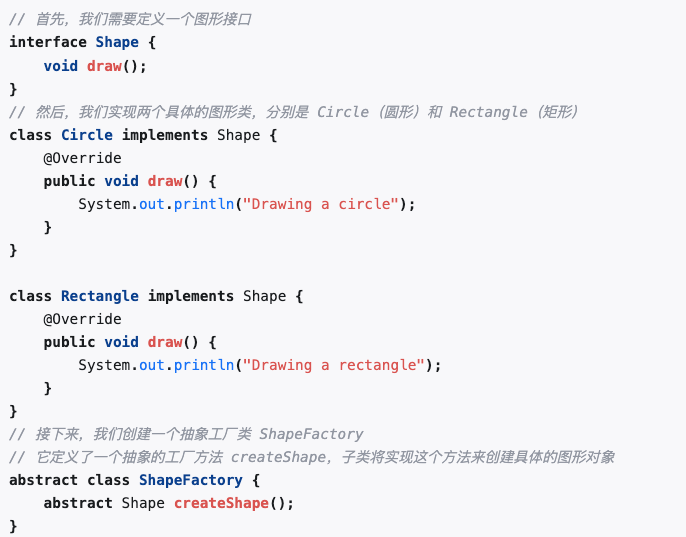 // 首先，我们需要定义一个图形接口
interface Shape {
    void draw();
}
// 然后，我们实现两个具体的图形类，分别是 Circle（圆形）和 Rectangle（矩形）
class Circle implements Shape {
    @Override
    public void draw() {
        System.out.println("Drawing a circle");
    }
}

class Rectangle implements Shape {
    @Override
    public void draw() {
        System.out.println("Drawing a rectangle");
    }
}
// 接下来，我们创建一个抽象工厂类 ShapeFactory
// 它定义了一个抽象的工厂方法 createShape，子类将实现这个方法来创建具体的图形对象
abstract class ShapeFactory {
    abstract Shape createShape();
}